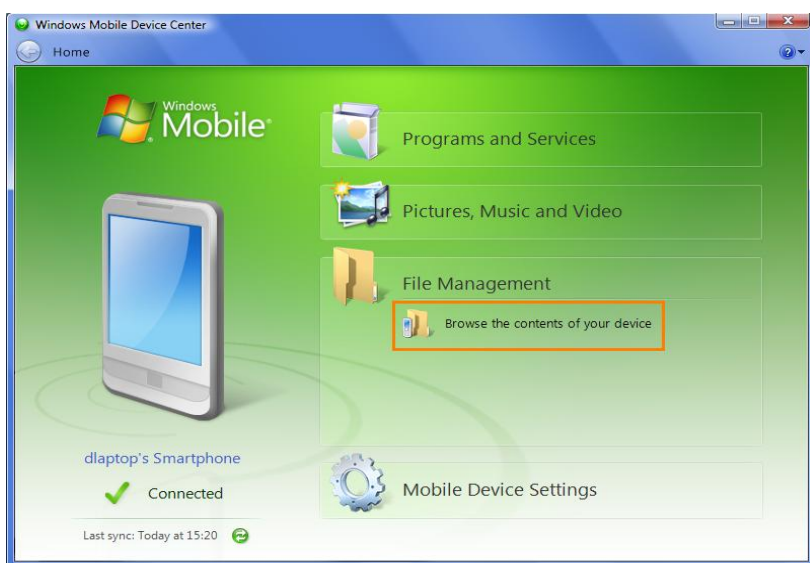 Windows Mobile Device Center
Home
Windows
Mobile®
Programs and Services
Pictures, Music and Video
File Management
Browse the contents of your device
dlaptop's Smartphone
Connected
Mobile Device Settings
Last sync: Today at 15:20